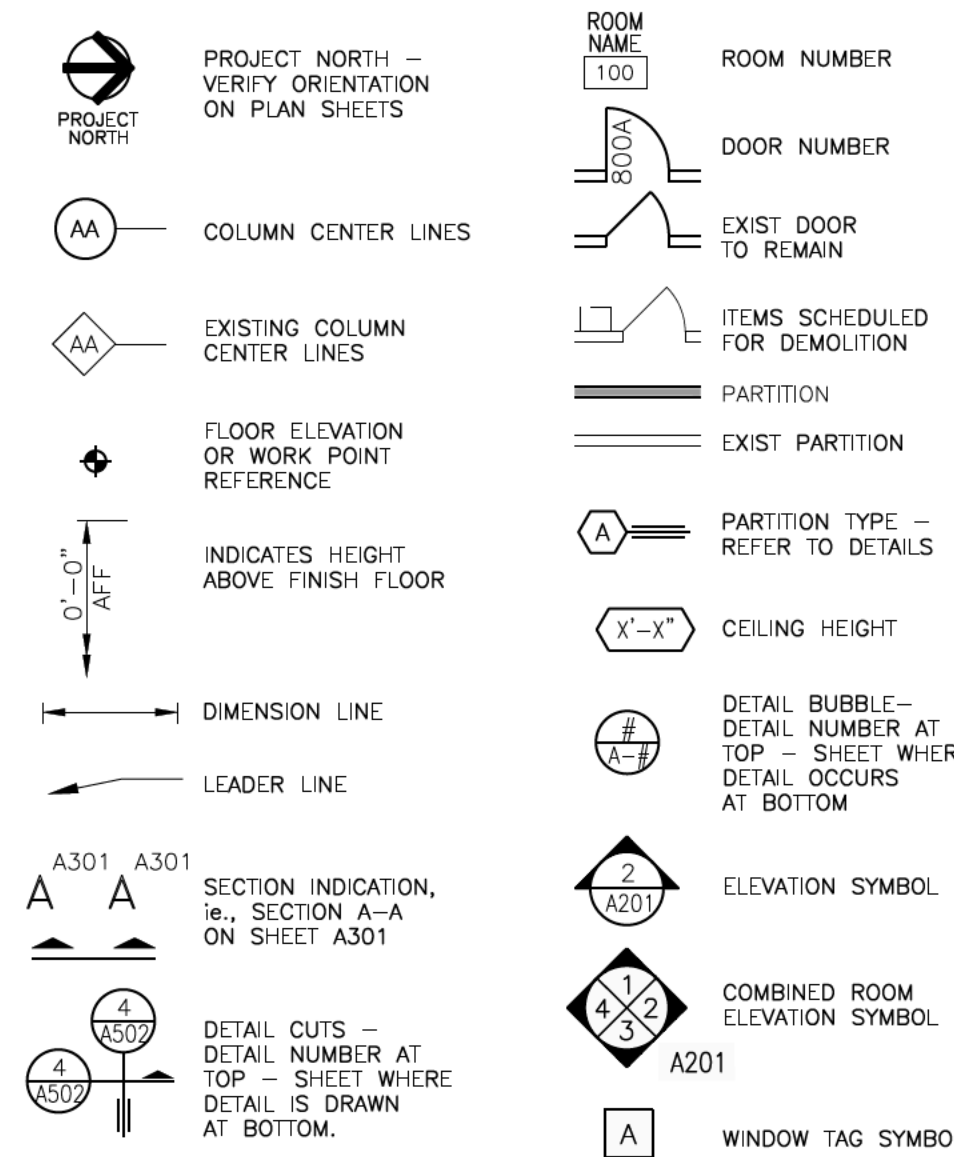 PROJECT
NORTH
PROJECT NORTH –
VERIFY ORIENTATION
ON PLAN SHEETS
AA
COLUMN CENTER LINES
AA
EXISTING COLUMN
CENTER LINES
FLOOR ELEVATION
OR WORK POINT
REFERENCE
0'-0"
AFF
INDICATES HEIGHT
ABOVE FINISH FLOOR
DIMENSION LINE
LEADER LINE
A301 A301
A A
SECTION INDICATION,
ie., SECTION A–A
ON SHEET A301
4
A502
4
A502
DETAIL CUTS –
DETAIL NUMBER AT
TOP – SHEET WHERE
DETAIL IS DRAWN
AT BOTTOM.
ROOM
NAME
100
ROOM NUMBER
800A
DOOR NUMBER
EXIST DOOR
TO REMAIN
ITEMS SCHEDULED
FOR DEMOLITION
PARTITION
EXIST PARTITION
A
PARTITION TYPE –
REFER TO DETAILS
X'-X"
CEILING HEIGHT
#
A-#
DETAIL BUBBLE–
DETAIL NUMBER AT
TOP – SHEET WHER
DETAIL OCCURS
AT BOTTOM
2
A201
ELEVATION SYMBOL
1
4 2
3
A201
COMBINED ROOM
ELEVATION SYMBOL
A
WINDOW TAG SYMBO